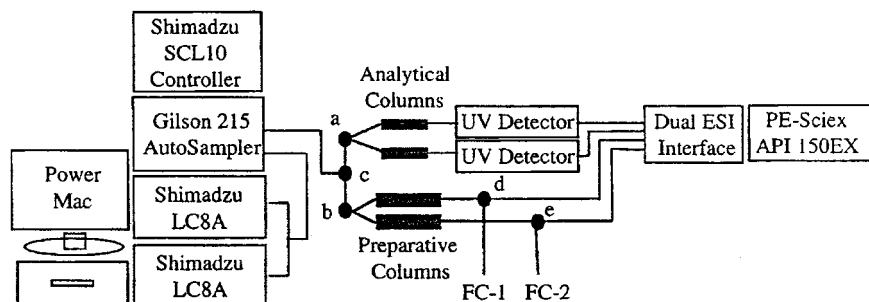 Shimadzu
SCL10
Controller
Gilson 215
AutoSampler
Power
Mac
Shimadzu
LC8A
Shimadzu
LC8A
a
c
b
Analytical
Columns
UV Detector
UV Detector
Dual ESI
Interface
PE-Sciex
API 150EX
d
e
Preparative
Columns
FC-1
FC-2